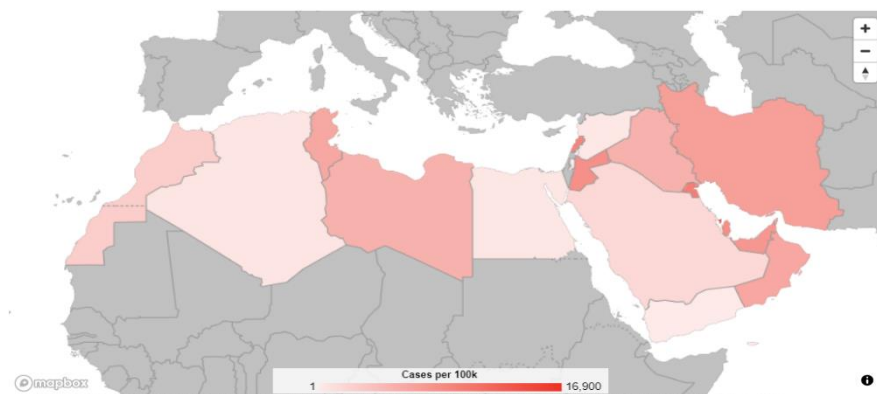 +
−
mapbox
Cases per 100k
1 16,900
i